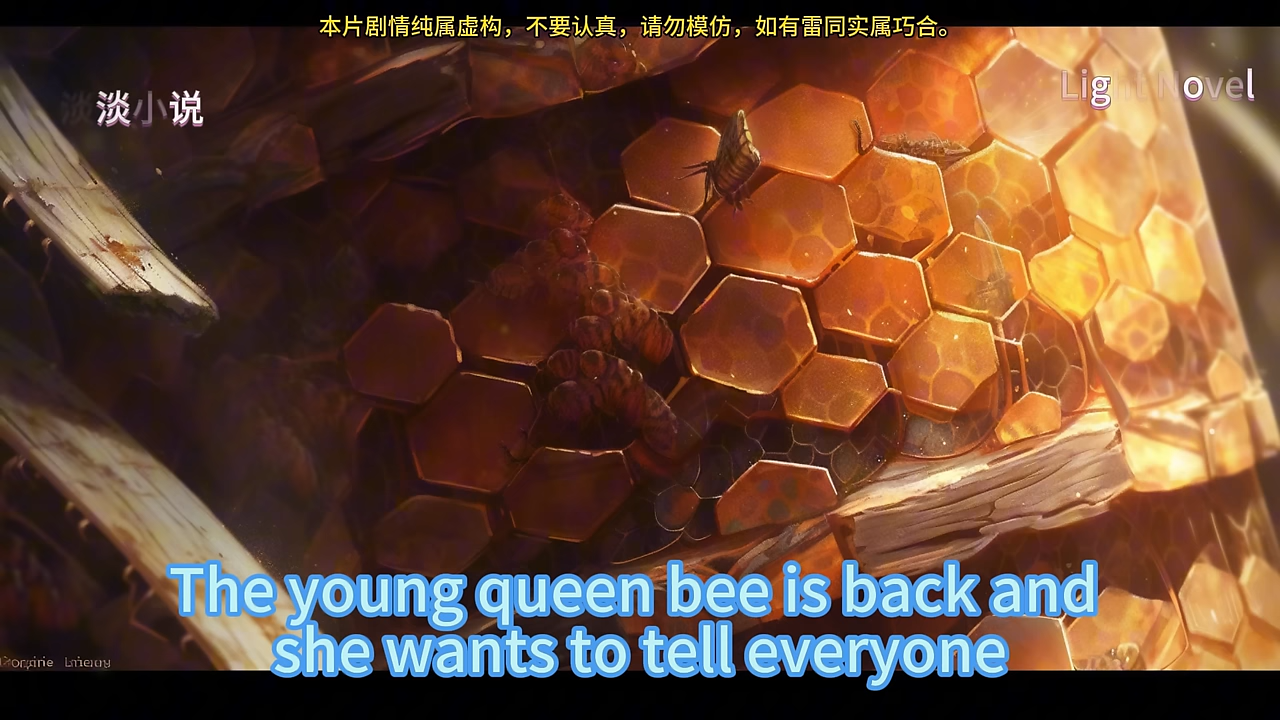 本片剧情纯属虚构，不要认真，请勿模仿，如有雷同实属巧合。
淡小说
Light Novel
The young queen bee is back and
she wants to tell everyone